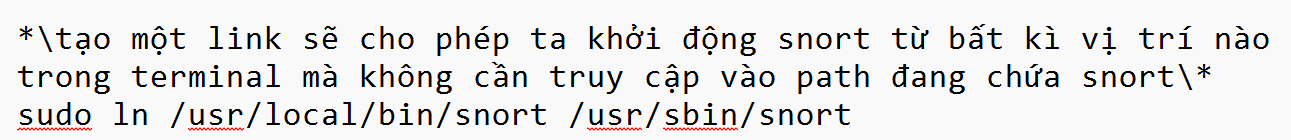 *\tạo một link sẽ cho phép ta khởi động snort từ bất kì vị trí nào
trong terminal mà không cần truy cập vào path đang chứa snort\*
sudo ln /usr/local/bin/snort /usr/sbin/snort